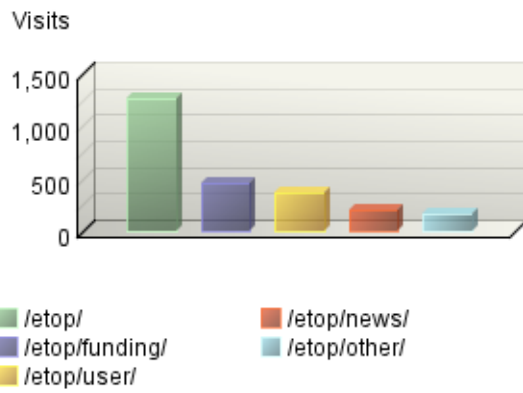 Visits
1,500
1,000
500
0
/etop/
/etop/funding/
/etop/user/
/etop/news/
/etop/other/